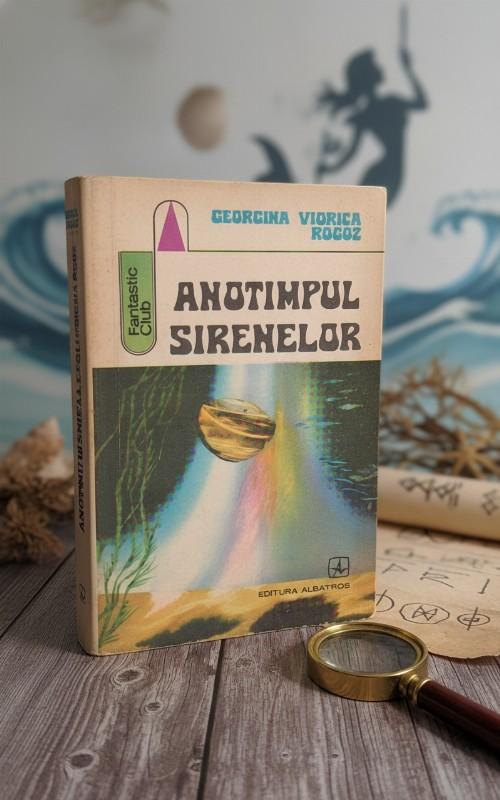 GEORGINA VIORICA
ROGOZ
Fantastic
Club
ANOTIMPUL
SIRENELOR
EDITURA ALBATROS